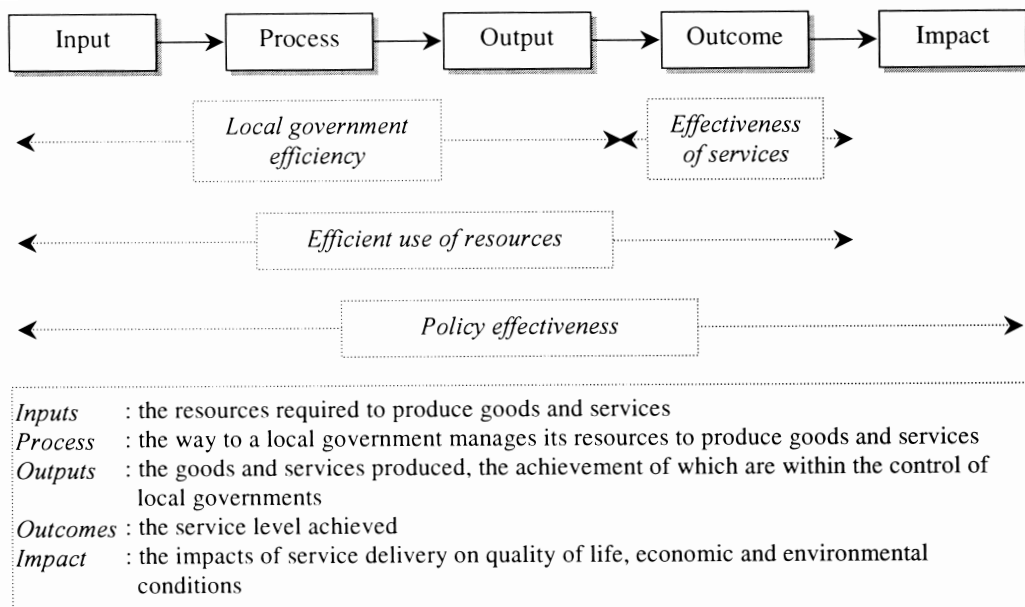 Input Process Output Outcome Impact
Local government
efficiency
Effectiveness
of services
Efficient use of resources
Policy effectiveness
Inputs : the resources required to produce goods and services
Process : the way to a local government manages its resources to produce goods and services
Outputs : the goods and services produced, the achievement of which are within the control of
local governments
Outcomes : the service level achieved
Impact : the impacts of service delivery on quality of life, economic and environmental
conditions